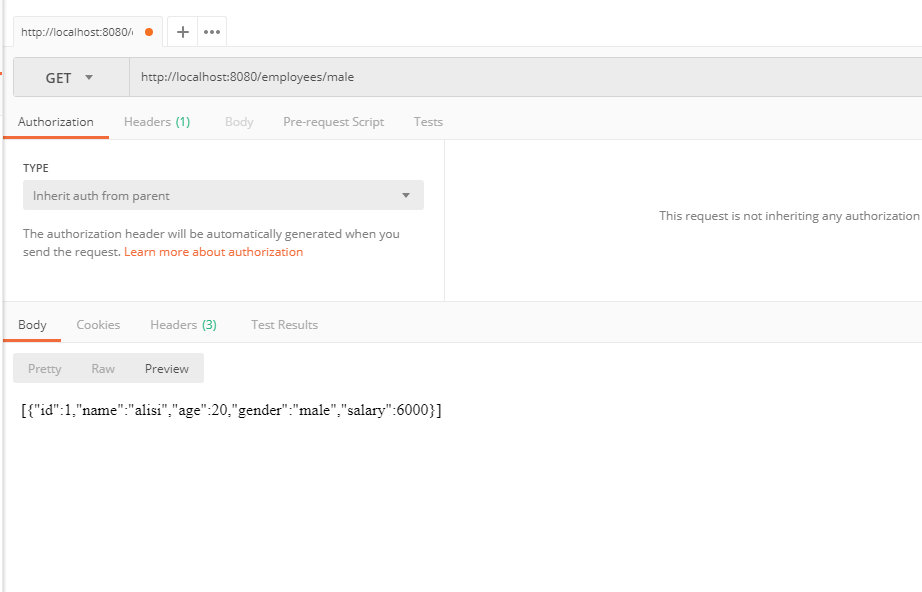 http://localhost:8080/
GET
http://localhost:8080/employees/male
Authorization Headers (1) Body Pre-request Script Tests
TYPE
Inherit auth from parent
The authorization header will be automatically generated when you
send the request. Learn more about authorization
This request is not inheriting any authorization
Body Cookies Headers (3) Test Results
Pretty Raw Preview
[{"id":1,"name":"alisi","age":20,"gender":"male","salary":6000}]